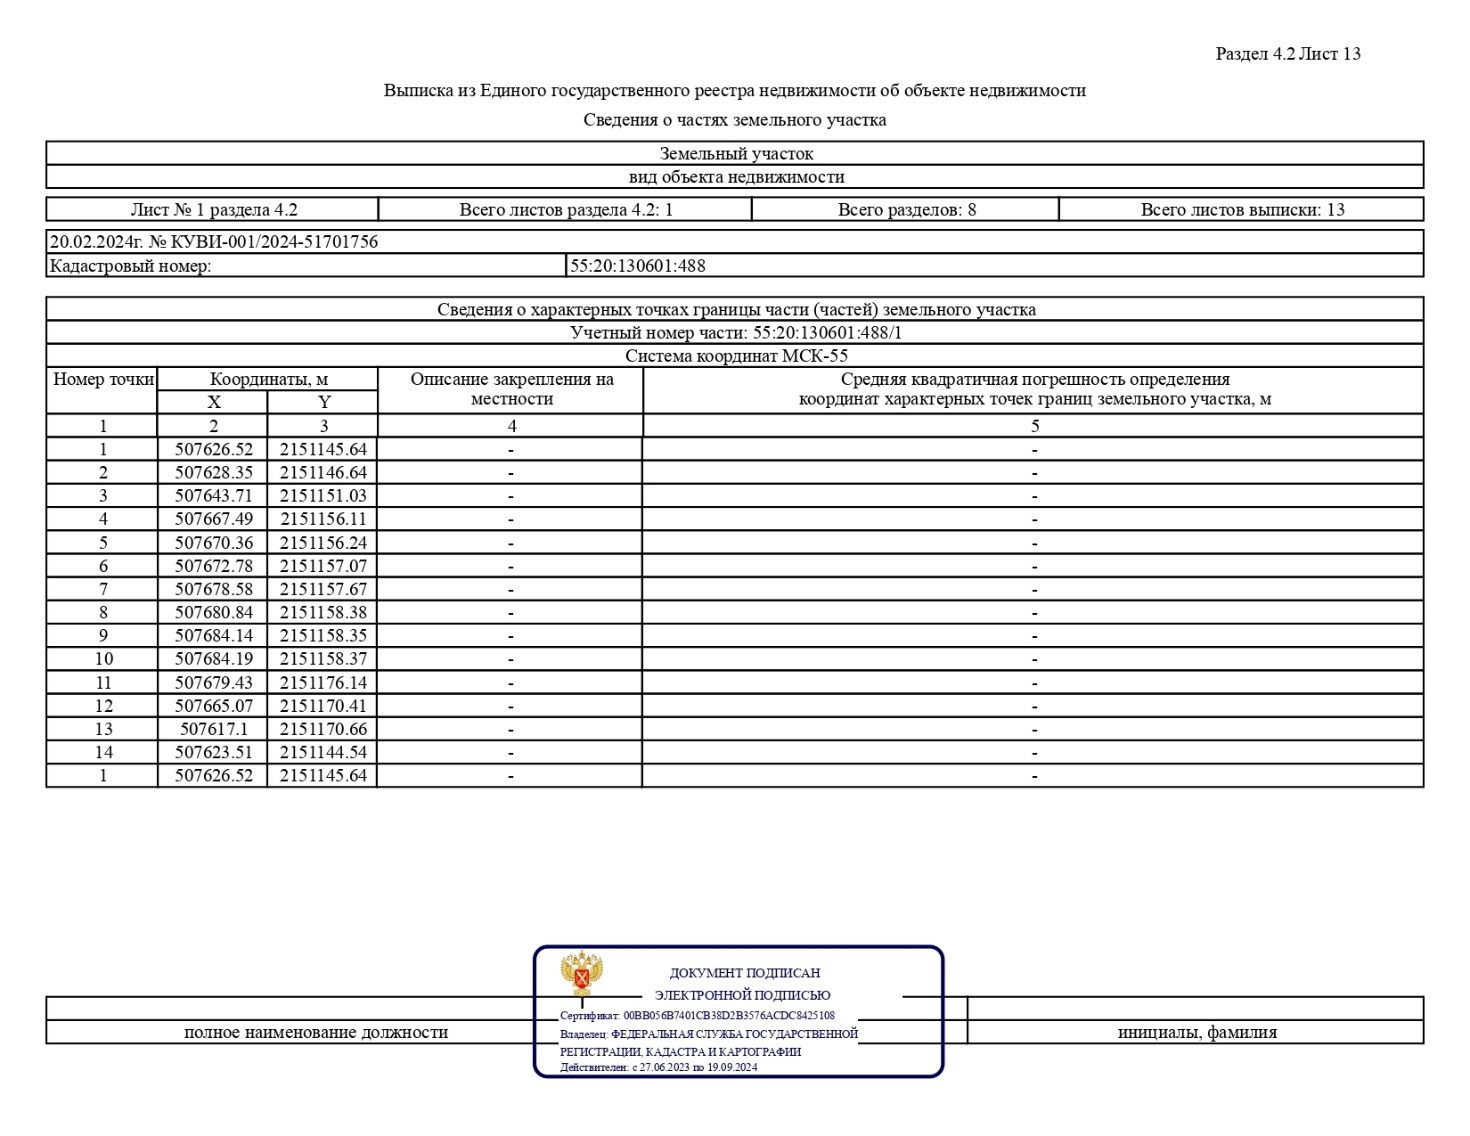 Раздел 4.2 Лист 13
Выписка из Единого государственного реестра недвижимости об объекте недвижимости
Сведения о частях земельного участка
Земельный участок
вид объекта недвижимости
Лист № 1 раздела 4.2 Всего листов раздела 4.2: 1 Всего разделов: 8 Всего листов выписки: 13
20.02.2024г. № КУВИ-001/2024-51701756
Кадастровый номер: 55:20:130601:488
Сведения о характерных точках границы части (частей) земельного участка
Учетный номер части: 55:20:130601:488/1
Система координат МСК-55
Номер точки Координаты, м Описание закрепления на Средняя квадратичная погрешность определения
X Y местности координат характерных точек границ земельного участка, м
1 2 3 4 5
1 507626.52 2151145.64 - -
2 507628.35 2151146.64 - -
3 507643.71 2151151.03 - -
4 507667.49 2151156.11 - -
5 507670.36 2151156.24 - -
6 507672.78 2151157.07 - -
7 507678.58 2151157.67 - -
8 507680.84 2151158.38 - -
9 507684.14 2151158.35 - -
10 507684.19 2151158.37 - -
11 507679.43 2151176.14 - -
12 507665.07 2151170.41 - -
13 507617.1 2151170.66 - -
14 507623.51 2151144.54 - -
1 507626.52 2151145.64 - -
ДОКУМЕНТ ПОДПИСАН
ЭЛЕКТРОННОЙ ПОДПИСЬЮ
Сертификат: 00BB056B7401CB38D2B3576ACDC8425108
полное наименование должности Владелец: ФЕДЕРАЛЬНАЯ СЛУЖБА ГОСУДАРСТВЕННОЙ инициалы, фамилия
РЕГИСТРАЦИИ, КАДАСТРА И КАРТОГРАФИИ
Действителен: с 27.06.2023 по 19.09.2024